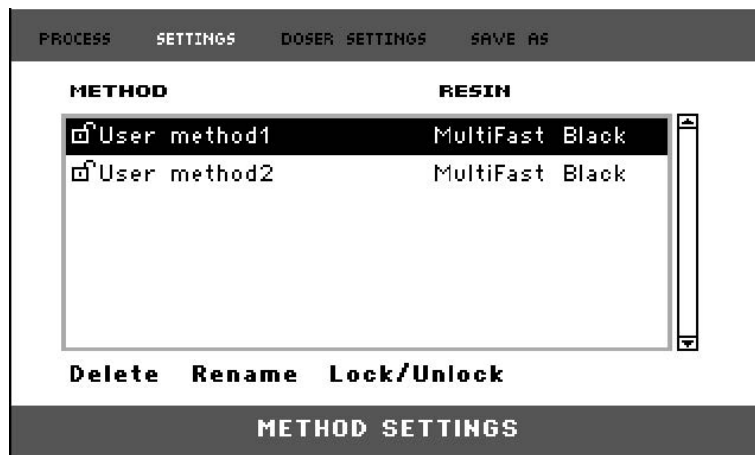 PROCESS SETTINGS DOSER SETTINGS SAVE AS
METHOD RESIN
User method1 MultiFast Black
User method2 MultiFast Black
Delete Rename Lock/Unlock
METHOD SETTINGS